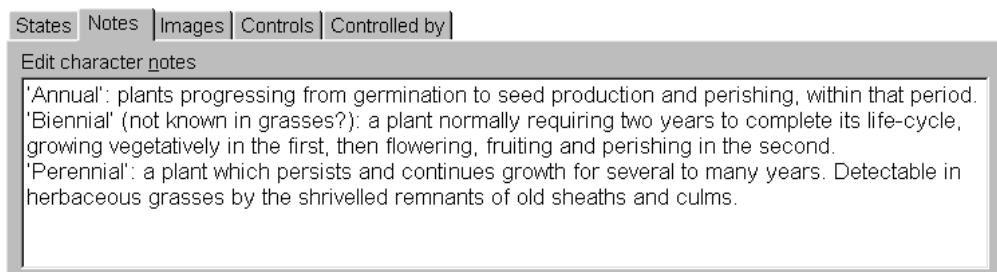 States Notes Images Controls Controlled by
Edit character notes
'Annual': plants progressing from germination to seed production and perishing, within that period.
'Biennial' (not known in grasses?): a plant normally requiring two years to complete its life-cycle,
growing vegetatively in the first, then flowering, fruiting and perishing in the second.
'Perennial': a plant which persists and continues growth for several to many years. Detectable in
herbaceous grasses by the shrivelled remnants of old sheaths and culms.